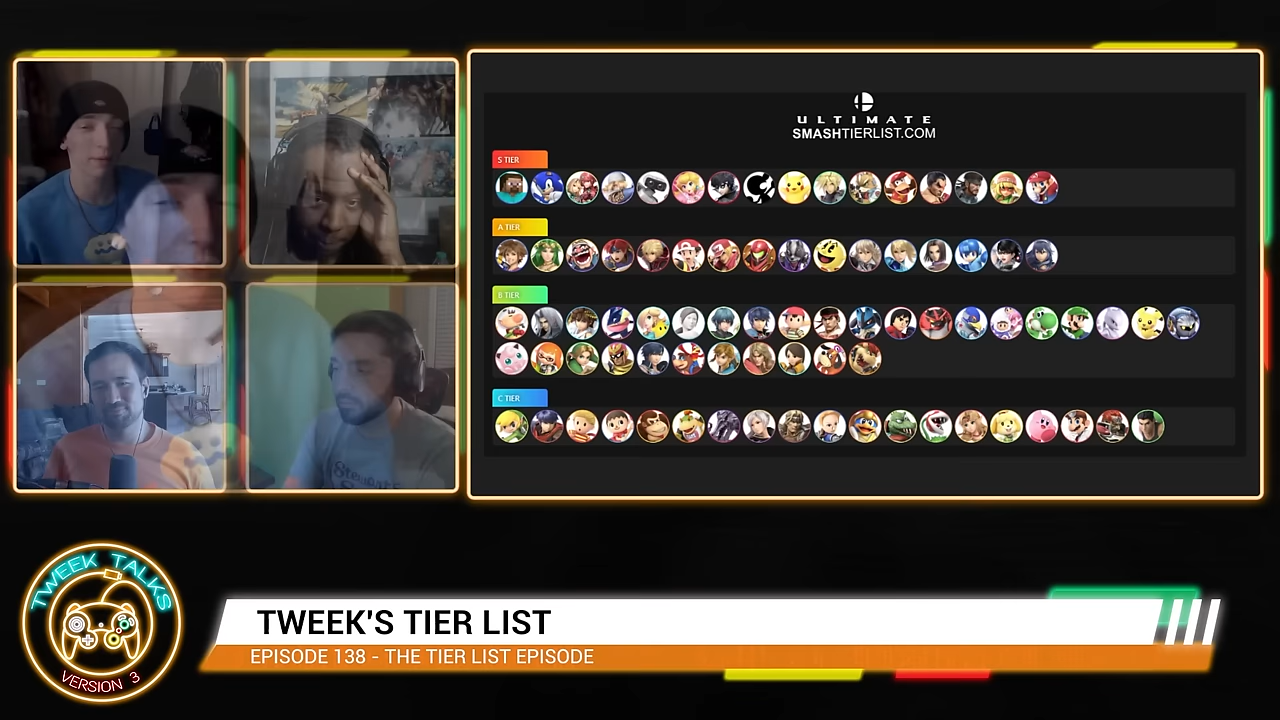 ULTIMATE
SMASHTIERLIST.COM
S TIER
A TIER
B TIER
C TIER
TWEEK TALKS
VERSION 3
TWEEK'S TIER LIST
EPISODE 138 - THE TIER LIST EPISODE